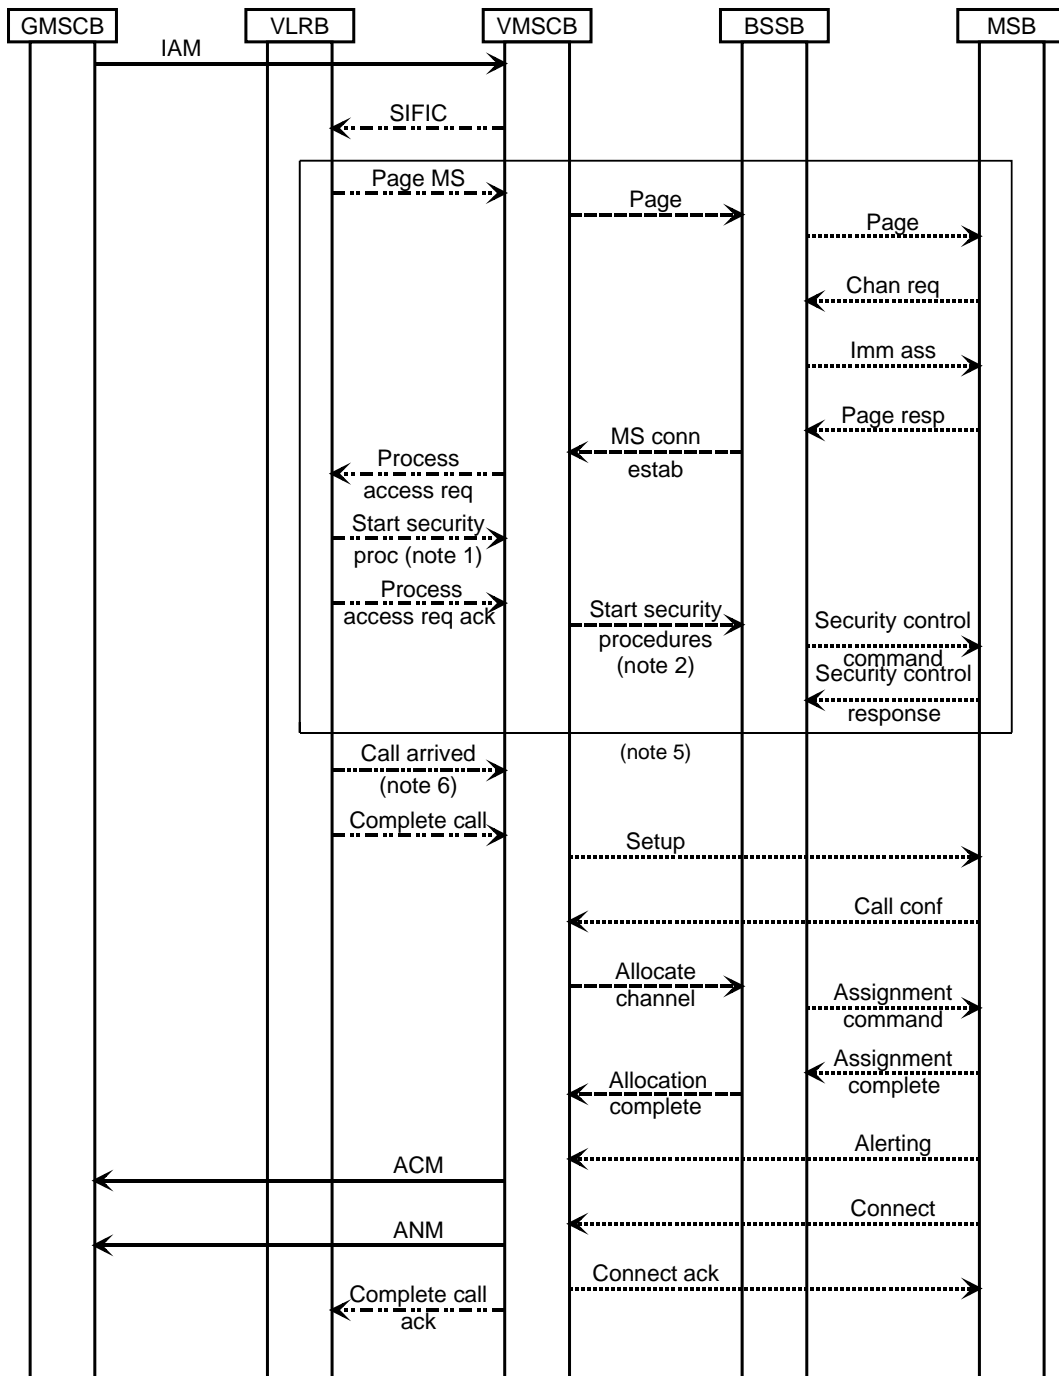 GMSCB VLRB VMSCB BSSB MSB
IAM
SIFIC
Page MS
Page
Page
Chan req
Imm ass
Page resp
MS conn
estab
Process
access req
Start security
proc (note 1)
Process
access req ack
Start security
procedures
(note 2)
Security control
command
Security control
response
(note 5)
Call arrived
(note 6)
Complete call
Setup
Call conf
Allocate
channel
Assignment
command
Assignment
complete
Allocation
complete
Alerting
ACM
Connect
ANM
Connect ack
Complete call
ack